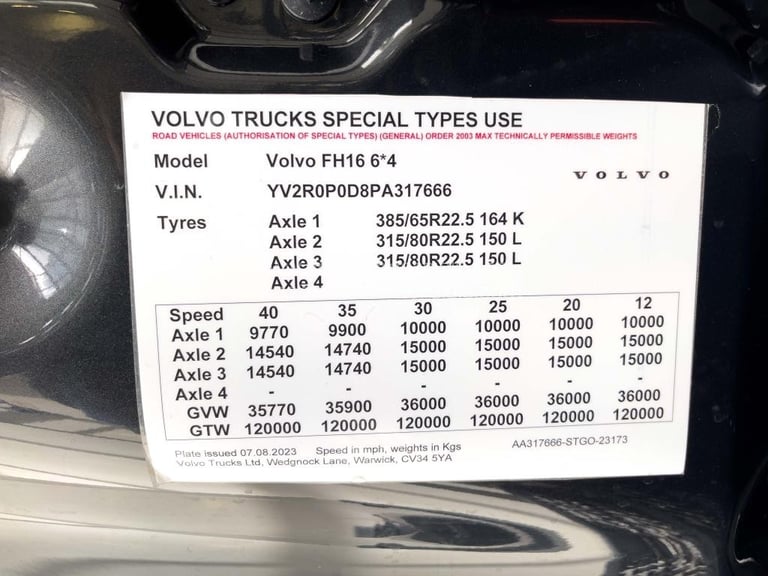 VOLVO TRUCKS SPECIAL TYPES USE
ROAD VEHICLES (AUTHORISATION OF SPECIAL TYPES) (GENERAL) ORDER 2003 MAX TECHNICALLY PERMISSIBLE WEIGHTS
Model Volvo FH16 6*4
VOLVO
V.I.N. YV2R0P0D8PA317666
Tyres Axle 1 385/65R22.5 164 K
Axle 2 315/80R22.5 150 L
Axle 3 315/80R22.5 150 L
Axle 4
Speed 40 35 30 25 20 12
Axle 1 9770 9900 10000 10000 10000 10000
Axle 2 14540 14740 15000 15000 15000 15000
Axle 3 14540 14740 15000 15000 15000 15000
Axle 4 - - - - - -
GVW 35770 35900 36000 36000 36000 36000
GTW 120000 120000 120000 120000 120000 120000
Plate issued 07.08.2023 Speed in mph, weights in Kgs AA317666-STGO-23173
Volvo Trucks Ltd, Wedgnock Lane, Warwick, CV34 5YA